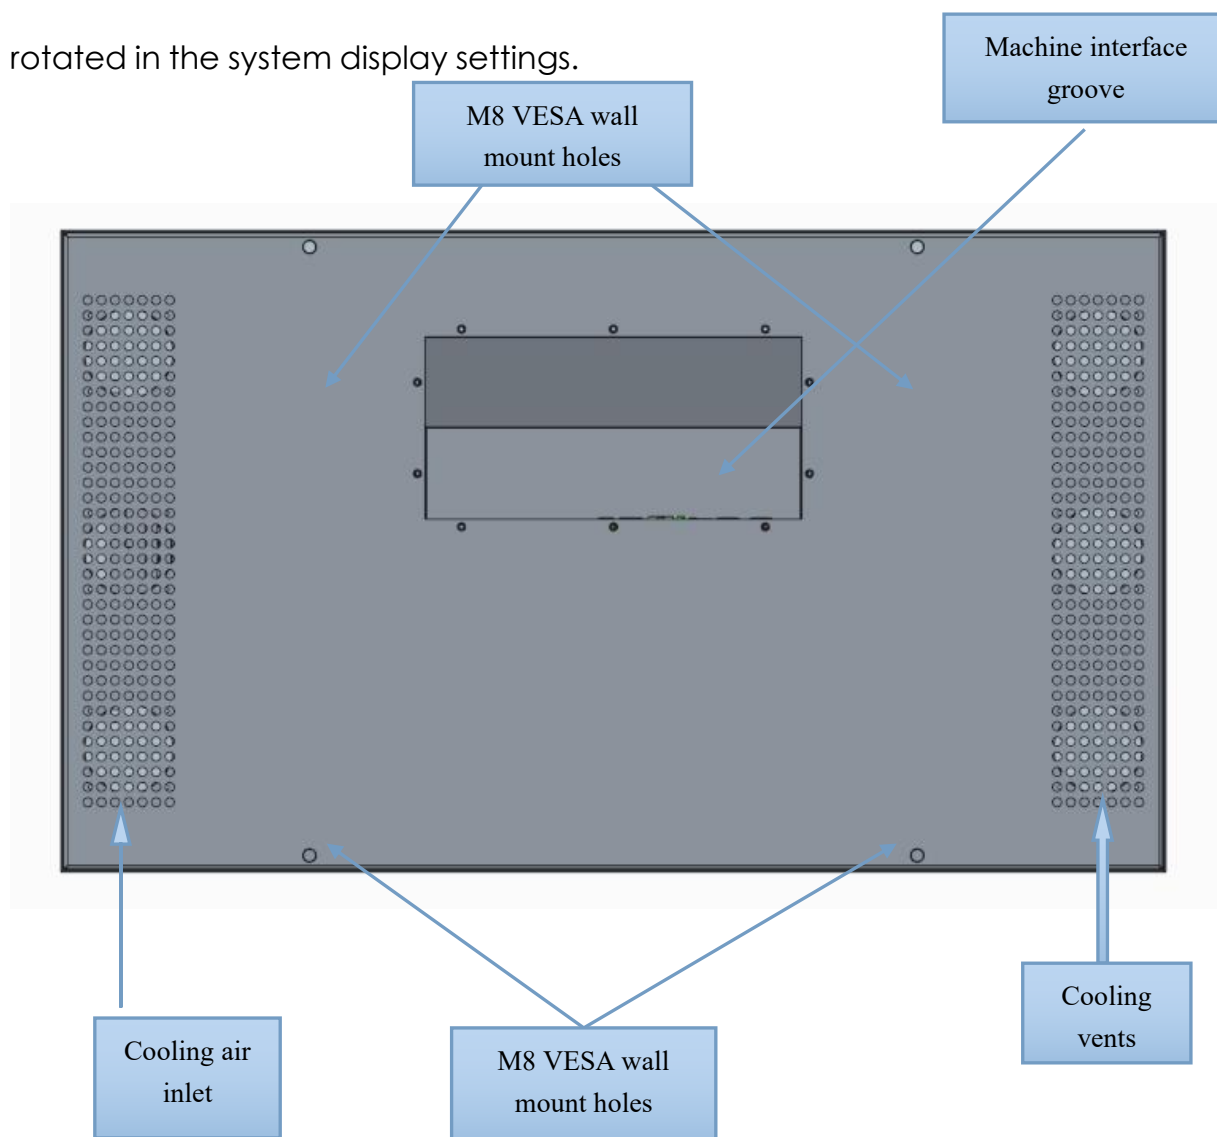 rotated in the system display settings.
Machine interface
groove
M8 VESA wall
mount holes
Cooling air
inlet
M8 VESA wall
mount holes
Cooling
vents